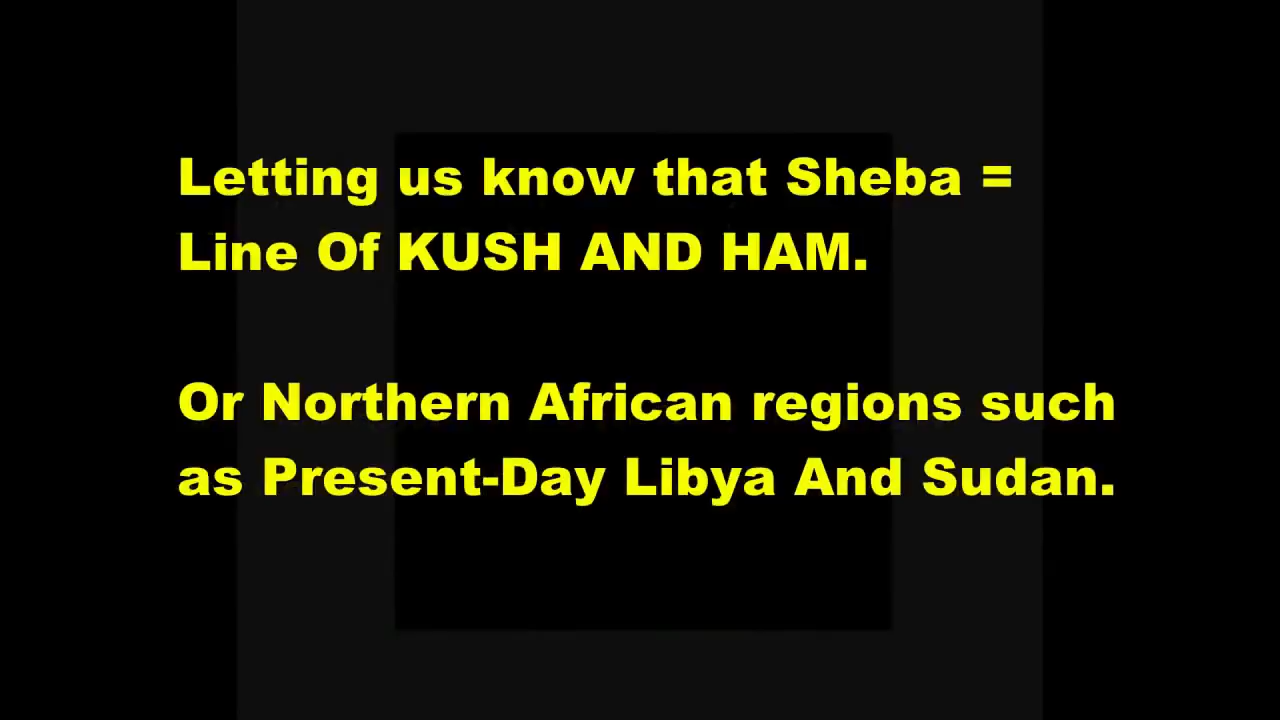 Letting us know that Sheba =
Line Of KUSH AND HAM.
Or Northern African regions such
as Present-Day Libya And Sudan.